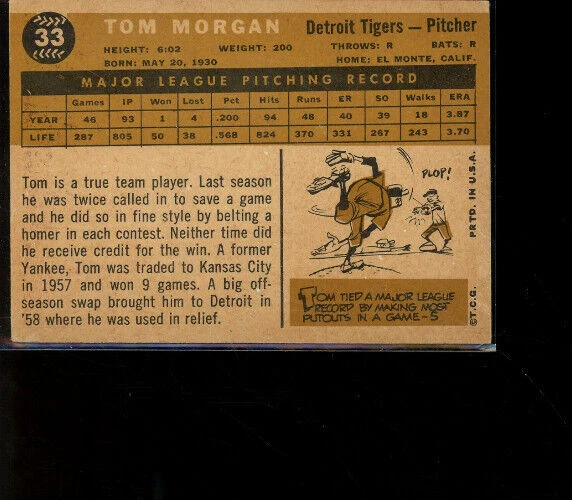 33
TOM MORGAN
Detroit Tigers — Pitcher
HEIGHT: 6:02 WEIGHT: 200 THROWS: R BATS: R
BORN: MAY 20, 1930 HOME: EL MONTE, CALIF.
MAJOR LEAGUE PITCHING RECORD
Games IP Won Lost Pct Hits Runs ER SO Walks ERA
YEAR 46 93 1 4 .200 94 48 40 39 18 3.87
LIFE 287 805 50 38 .568 824 370 331 267 243 3.70
Tom is a true team player. Last season
he was twice called in to save a game
and he did so in fine style by belting a
homer in each contest. Neither time did
he receive credit for the win. A former
Yankee, Tom was traded to Kansas City
in 1957 and won 9 games. A big off-
season swap brought him to Detroit in
'58 where he was used in relief.
PLOP!
TOM TIED A MAJOR LEAGUE
RECORD BY MAKING MOST
PUTOUTS IN A GAME-5
©T.C.G. PRTD. IN U.S.A.